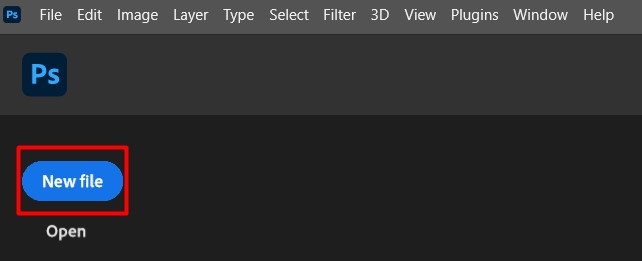 Ps File Edit Image Layer Type Select Filter 3D View Plugins Window Help
Ps
New file
Open